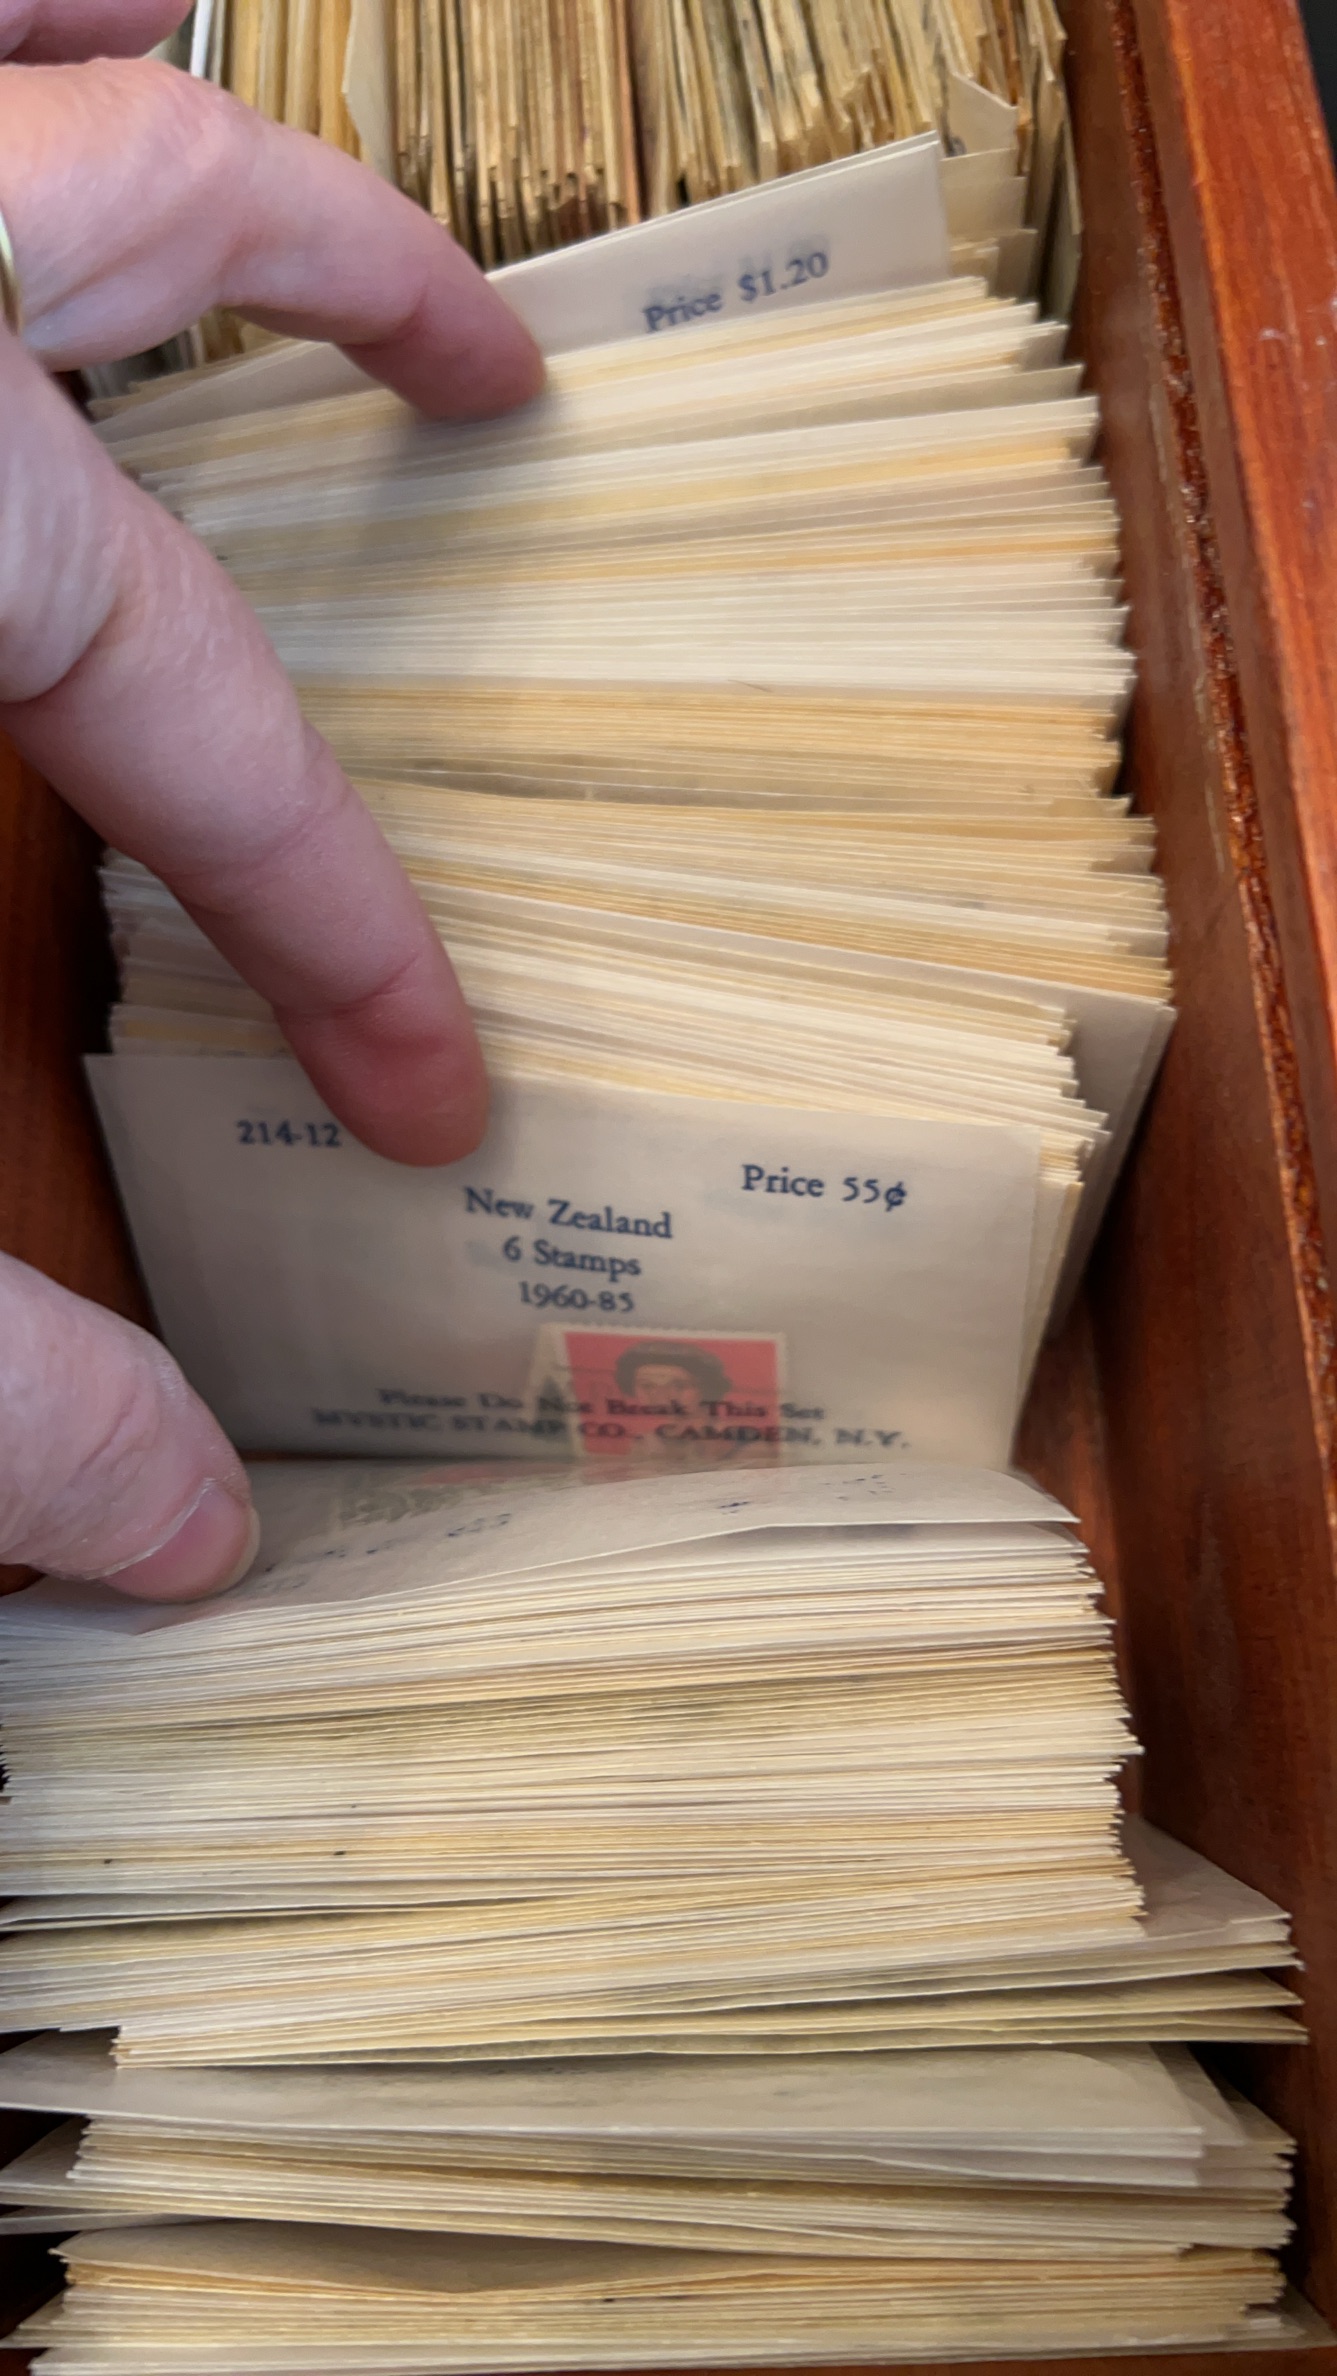 Price $1.20
214-12
Price 55¢
New Zealand
6 Stamps
1960-85
Please Do Not Break This Set
MYSTIC STAMP CO., CAMDEN, N.Y.